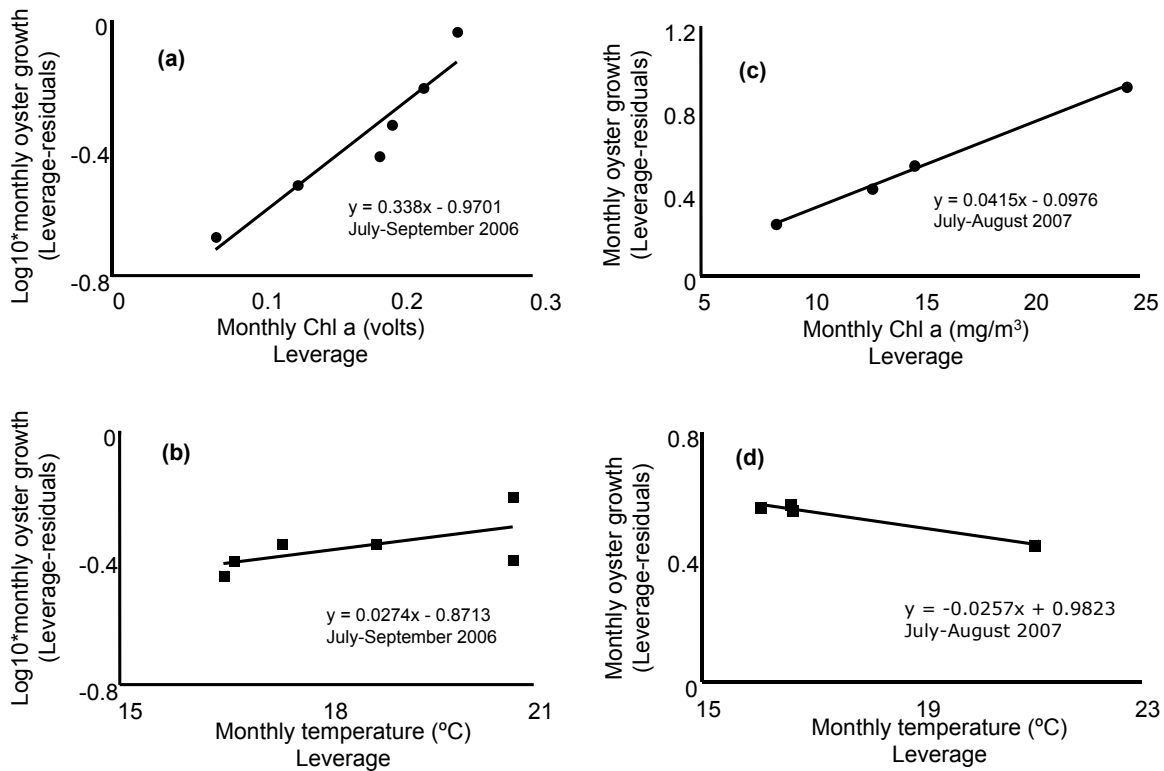 Log10*monthly oyster growth
(Leverage-residuals)
0
-0.4
-0.8
(a)
y = 0.338x - 0.9701
July-September 2006
0
0.1
0.2
0.3
Monthly Chl a (volts)
Leverage
Monthly oyster growth
(Leverage-residuals)
1.2
0.8
0.4
0
(c)
y = 0.0415x - 0.0976
July-August 2007
5
10
15
20
25
Monthly Chl a (mg/m³)
Leverage
Log10*monthly oyster growth
(Leverage-residuals)
0
-0.4
-0.8
(b)
y = 0.0274x - 0.8713
July-September 2006
15
18
21
Monthly temperature (ºC)
Leverage
Monthly oyster growth
(Leverage-residuals)
0.8
0.4
0
(d)
y = -0.0257x + 0.9823
July-August 2007
15
19
23
Monthly temperature (ºC)
Leverage